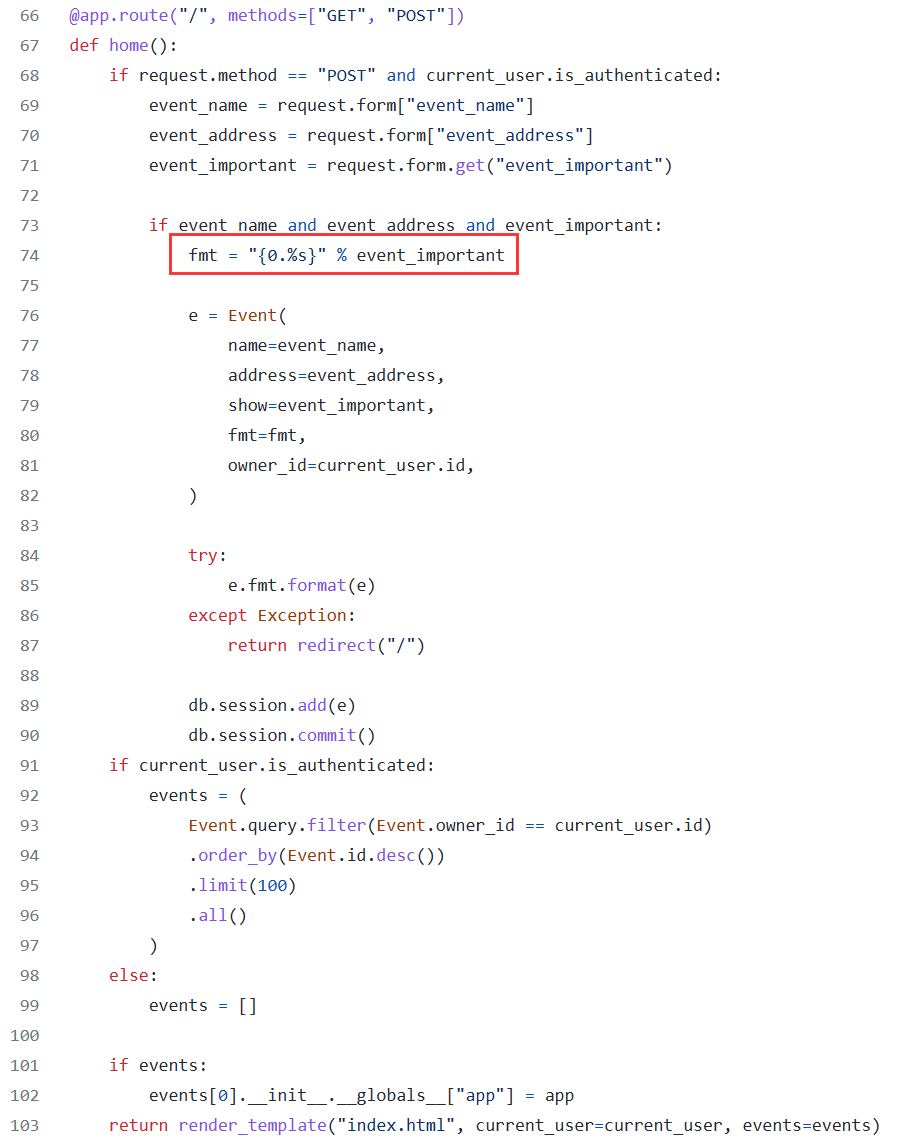 66 @app.route("/", methods=["GET", "POST"])
67 def home():
68     if request.method == "POST" and current_user.is_authenticated:
69         event_name = request.form["event_name"]
70         event_address = request.form["event_address"]
71         event_important = request.form.get("event_important")
72
73         if event_name and event_address and event_important:
74             fmt = "{0.%s}" % event_important
75
76             e = Event(
77                 name=event_name,
78                 address=event_address,
79                 show=event_important,
80                 fmt=fmt,
81                 owner_id=current_user.id,
82             )
83
84             try:
85                 e.fmt.format(e)
86             except Exception:
87                 return redirect("/")
88
89             db.session.add(e)
90             db.session.commit()
91     if current_user.is_authenticated:
92         events = (
93             Event.query.filter(Event.owner_id == current_user.id)
94             .order_by(Event.id.desc())
95             .limit(100)
96             .all()
97         )
98     else:
99         events = []
100
101     if events:
102         events[0].__init__.__globals__["app"] = app
103     return render_template("index.html", current_user=current_user, events=events)